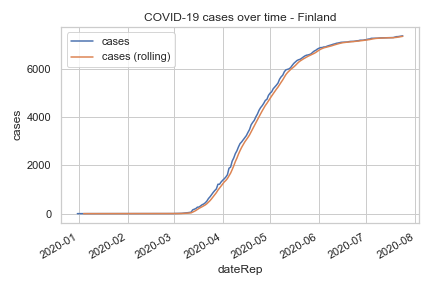 COVID-19 cases over time - Finland
cases
cases (rolling)
6000
4000
2000
0
cases
2020-01
2020-02
2020-03
2020-04
2020-05
2020-06
2020-07
2020-08
dateRep